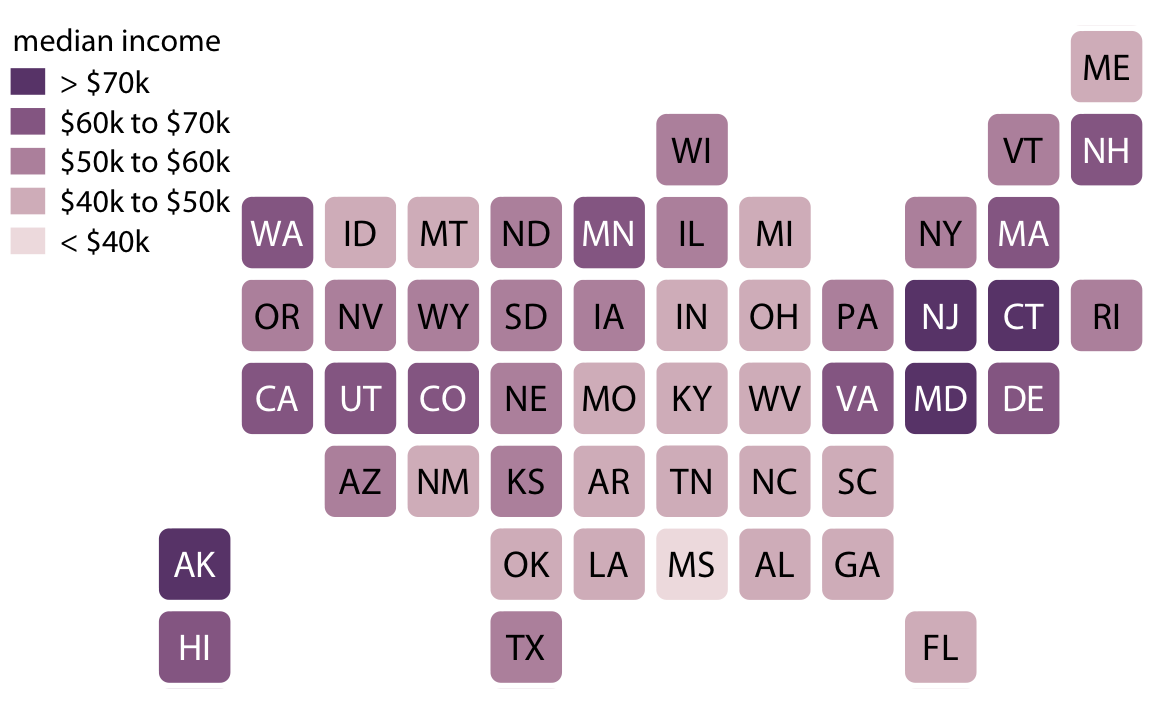 median income
> $70k
$60k to $70k
$50k to $60k
$40k to $50k
< $40k
ME
WI VT NH
WA ID MT ND MN IL MI NY MA
OR NV WY SD IA IN OH PA NJ CT RI
CA UT CO NE MO KY WV VA MD DE
AZ NM KS AR TN NC SC
AK OK LA MS AL GA
HI TX FL